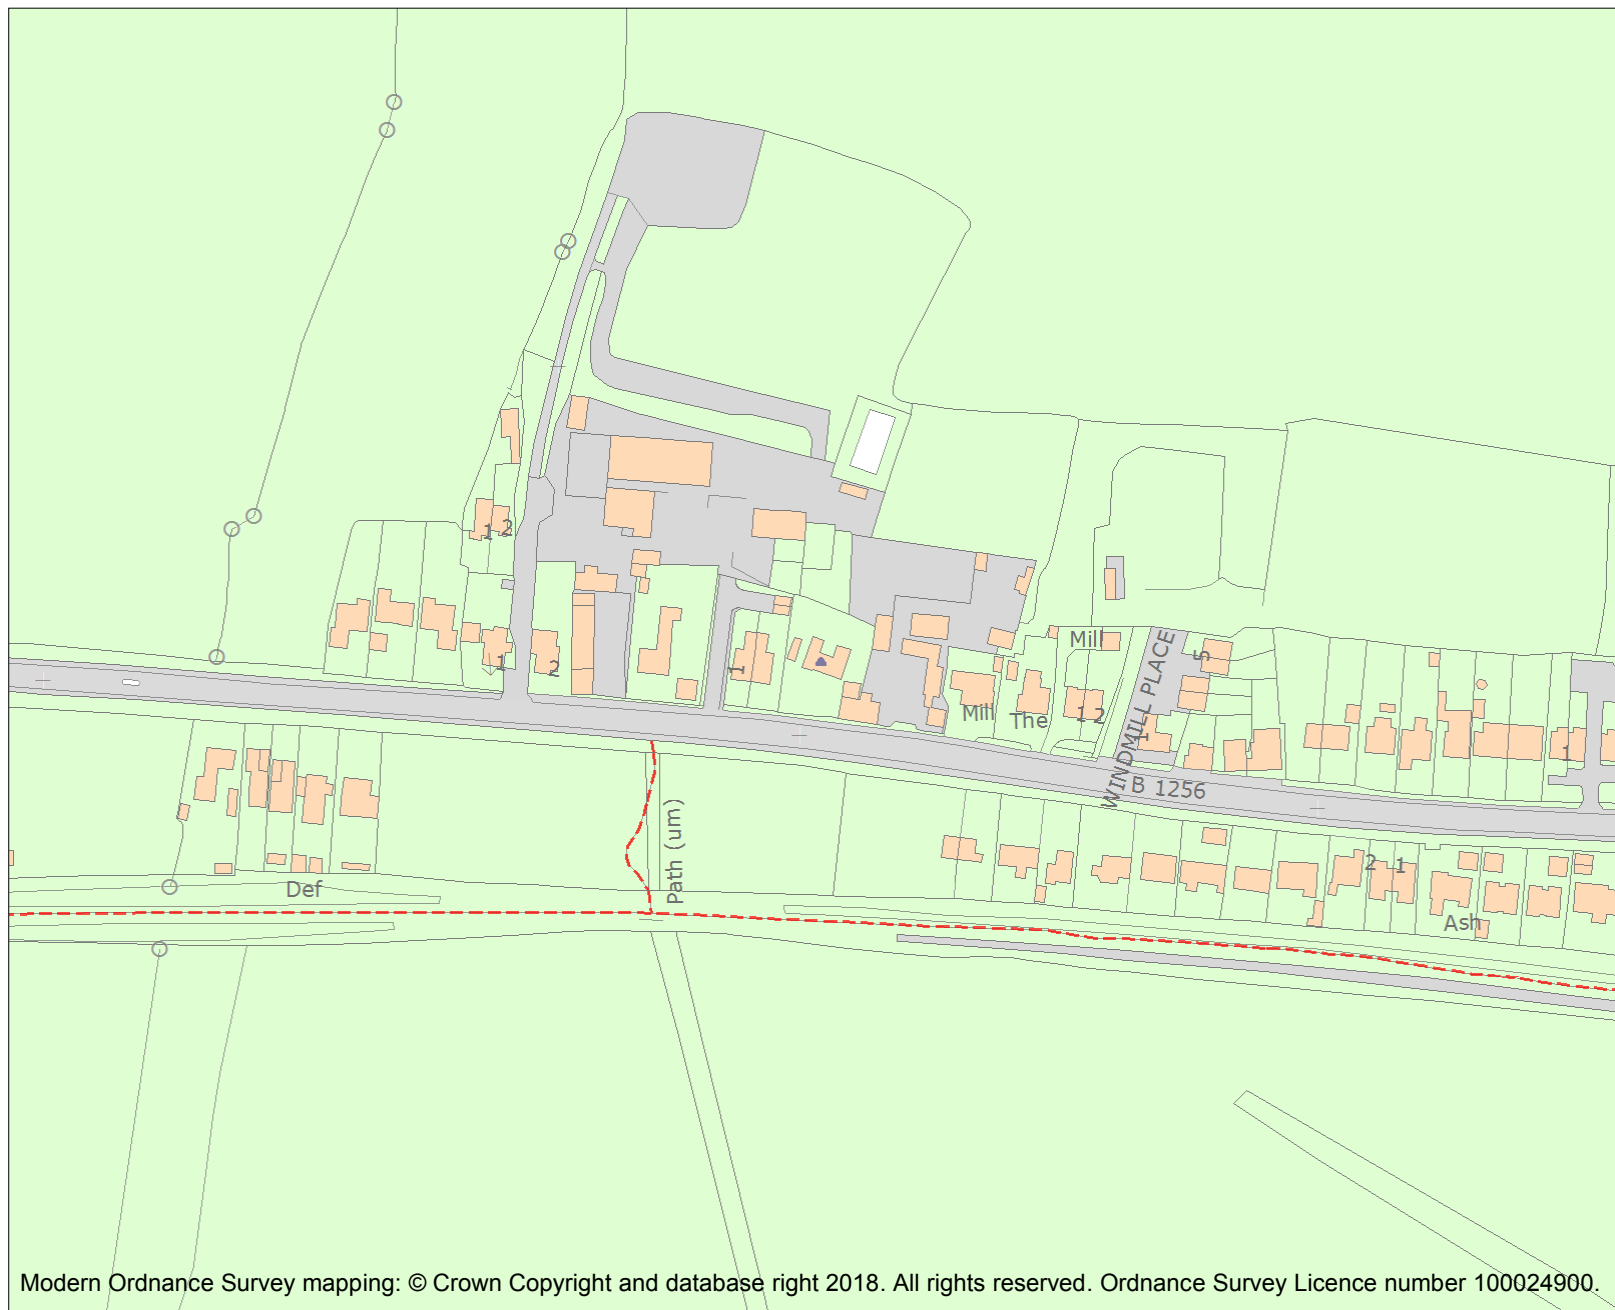 1 2
1
2
1
Mill
5
WINDMILL PLACE
Mill
The
1 2
1
1
B 1256
Path (um)
2 1
Def
Ash
Modern Ordnance Survey mapping: © Crown Copyright and database right 2018. All rights reserved. Ordnance Survey Licence number 100024900.